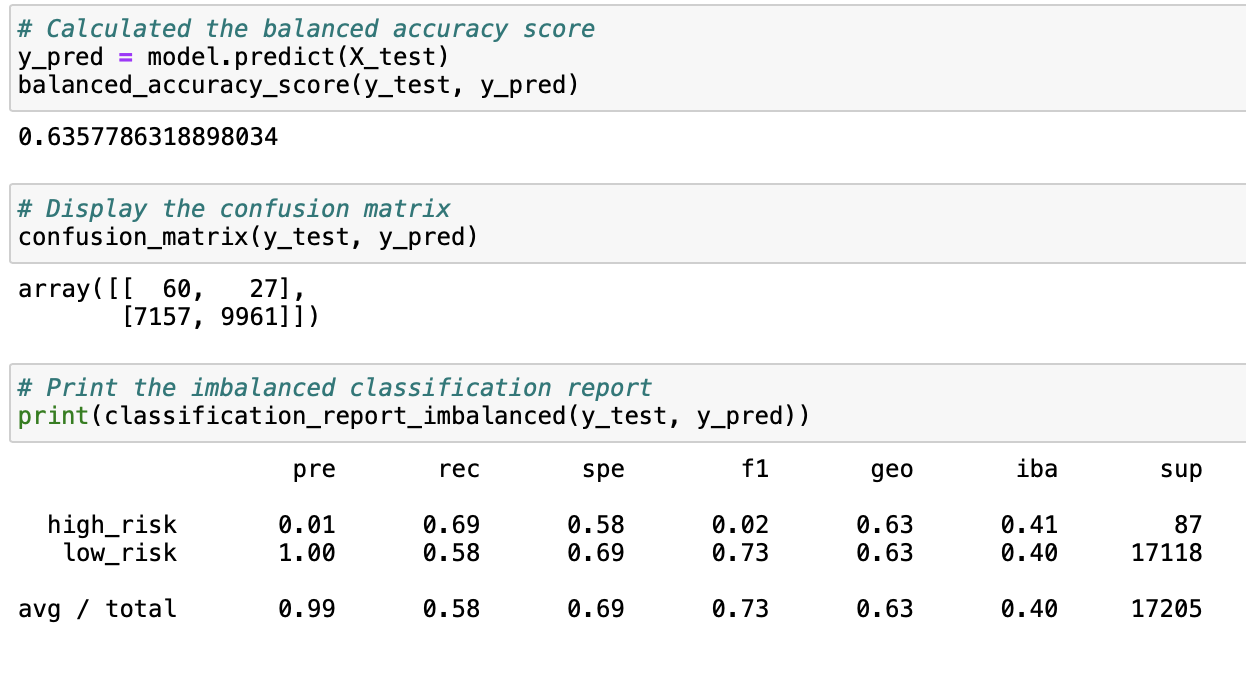 # Calculated the balanced accuracy score
y_pred = model.predict(X_test)
balanced_accuracy_score(y_test, y_pred)
0.6357786318898034
# Display the confusion matrix
confusion_matrix(y_test, y_pred)
array([[  60,   27],
       [7157, 9961]])
# Print the imbalanced classification report
print(classification_report_imbalanced(y_test, y_pred))
                   pre       rec       spe        f1       geo       iba       sup
  high_risk       0.01      0.69      0.58      0.02      0.63      0.41        87
   low_risk       1.00      0.58      0.69      0.73      0.63      0.40     17118
avg / total       0.99      0.58      0.69      0.73      0.63      0.40     17205